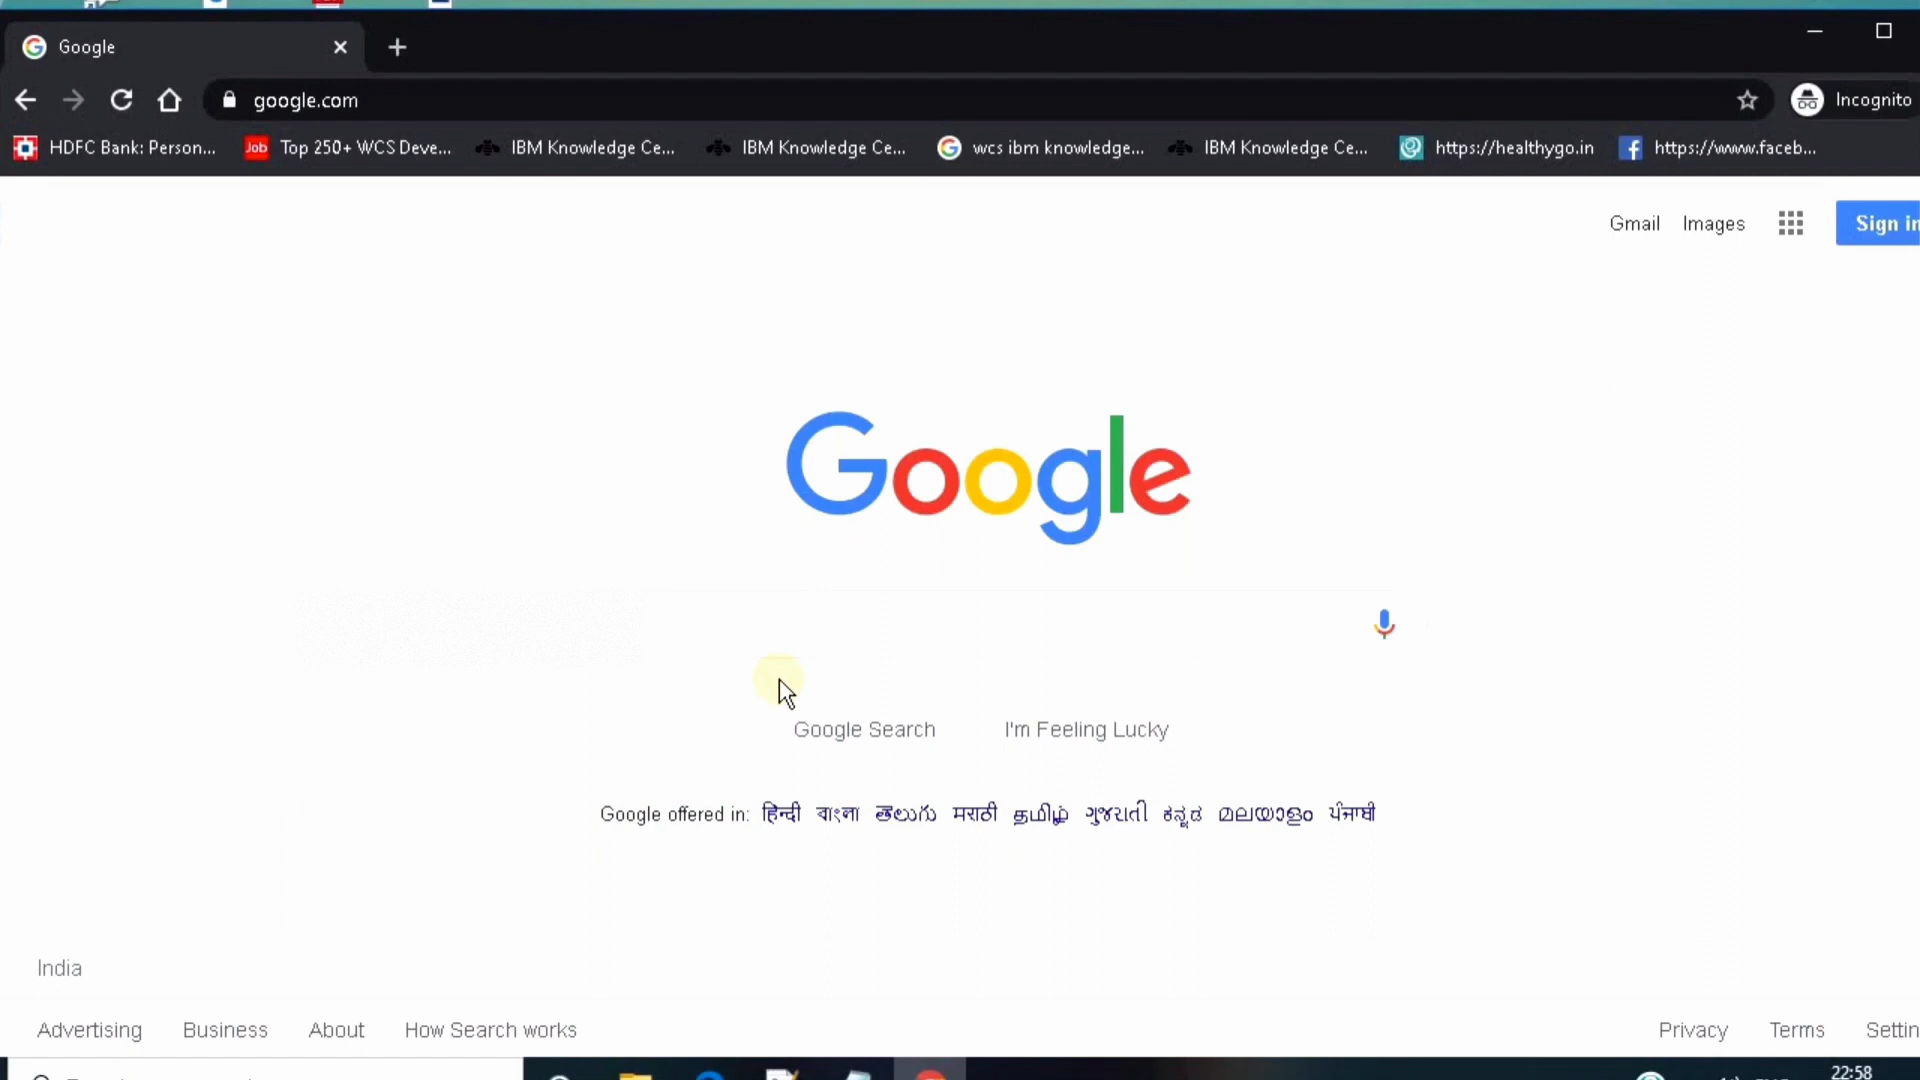 Google
google.com
Incognito
HDFC Bank: Person... Job Top 250+ WCS Deve... IBM Knowledge Ce... IBM Knowledge Ce... wcs ibm knowledge... IBM Knowledge Ce... https://healthygo.in https://www.faceb...
Gmail Images Sign in
Google
Google Search I'm Feeling Lucky
Google offered in: हिन्दी বাংলা తెలుగు मराठी தமிழ் ગુજરાતી ಕನ್ನಡ മലയാളം ਪੰਜਾਬੀ
India
Advertising Business About How Search works Privacy Terms Settin
22:58